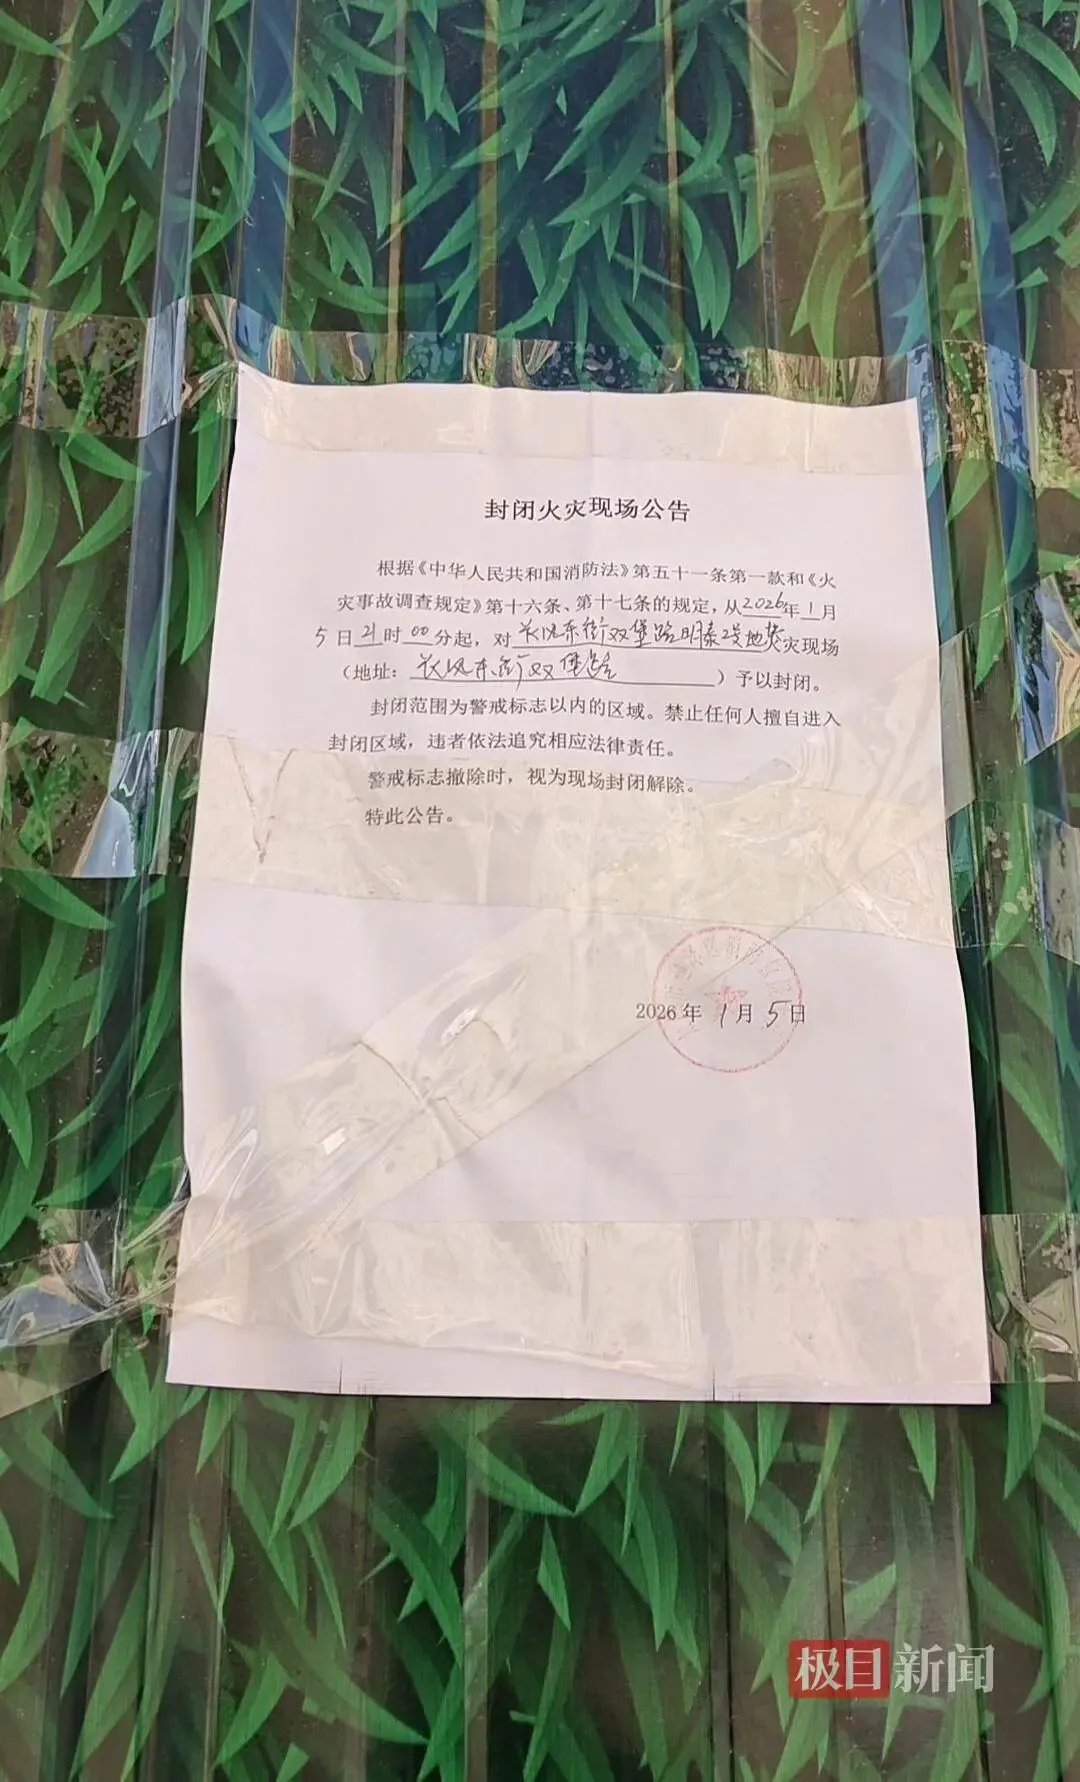 封闭火灾现场公告
根据《中华人民共和国消防法》第五十一条第一款和《火
灾事故调查规定》第十六条、第十七条的规定，从2026年1月
5日21时00分起，对长风东街双堡路明泰2号地块火灾现场
（地址：长风东街双堡路）予以封闭。
封闭范围为警戒标志以内的区域。禁止任何人擅自进入
封闭区域，违者依法追究相应法律责任。
警戒标志撤除时，视为现场封闭解除。
特此公告。
2026年1月5日
极目新闻